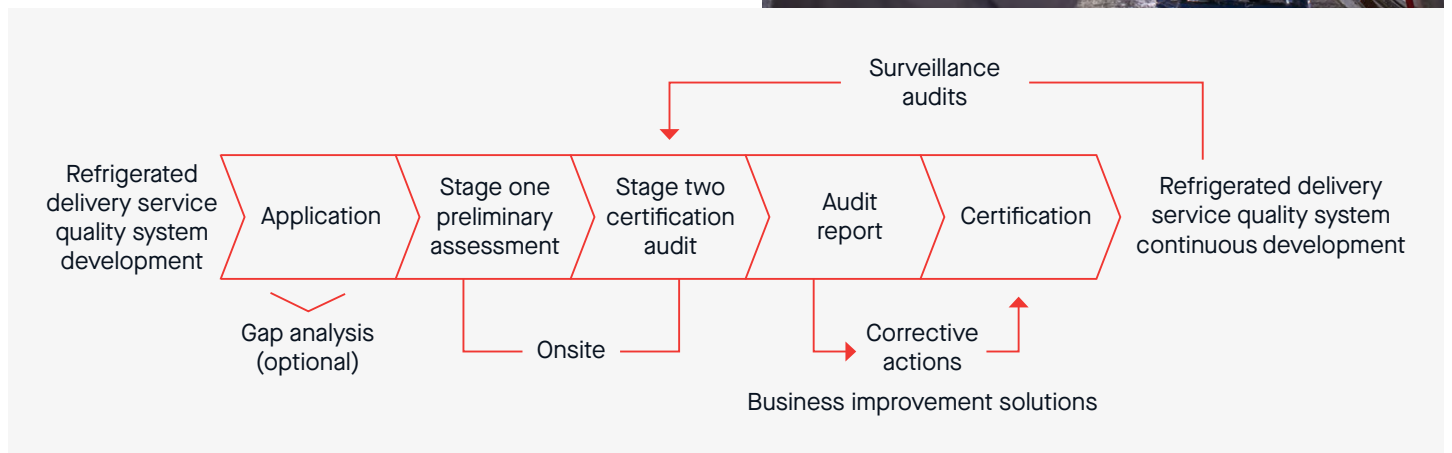 Surveillance
audits
Refrigerated
delivery service
quality system
development
Application
Stage one
preliminary
assessment
Stage two
certification
audit
Audit
report
Certification
Refrigerated delivery
service quality system
continuous development
Gap analysis
(optional)
Onsite
Corrective
actions
Business improvement solutions